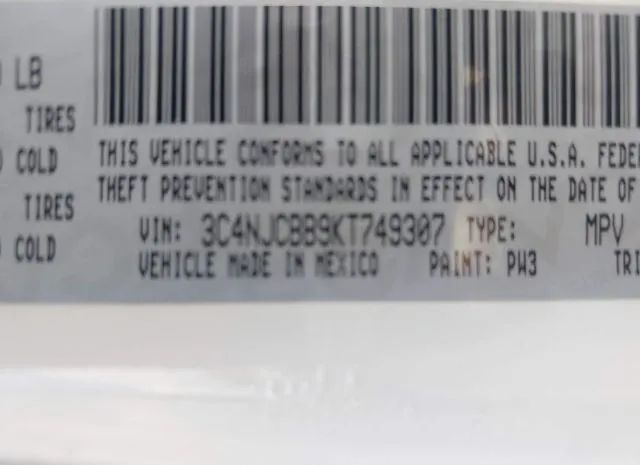 LB
TIRES
COLD
TIRES
COLD
THIS VEHICLE CONFORMS TO ALL APPLICABLE U.S.A. FEDE
THEFT PREVENTION STANDARDS IN EFFECT ON THE DATE OF
VIN: 3C4NJCBB9KT749307 TYPE: MPV
VEHICLE MADE IN MEXICO PAINT: PW3 TRI